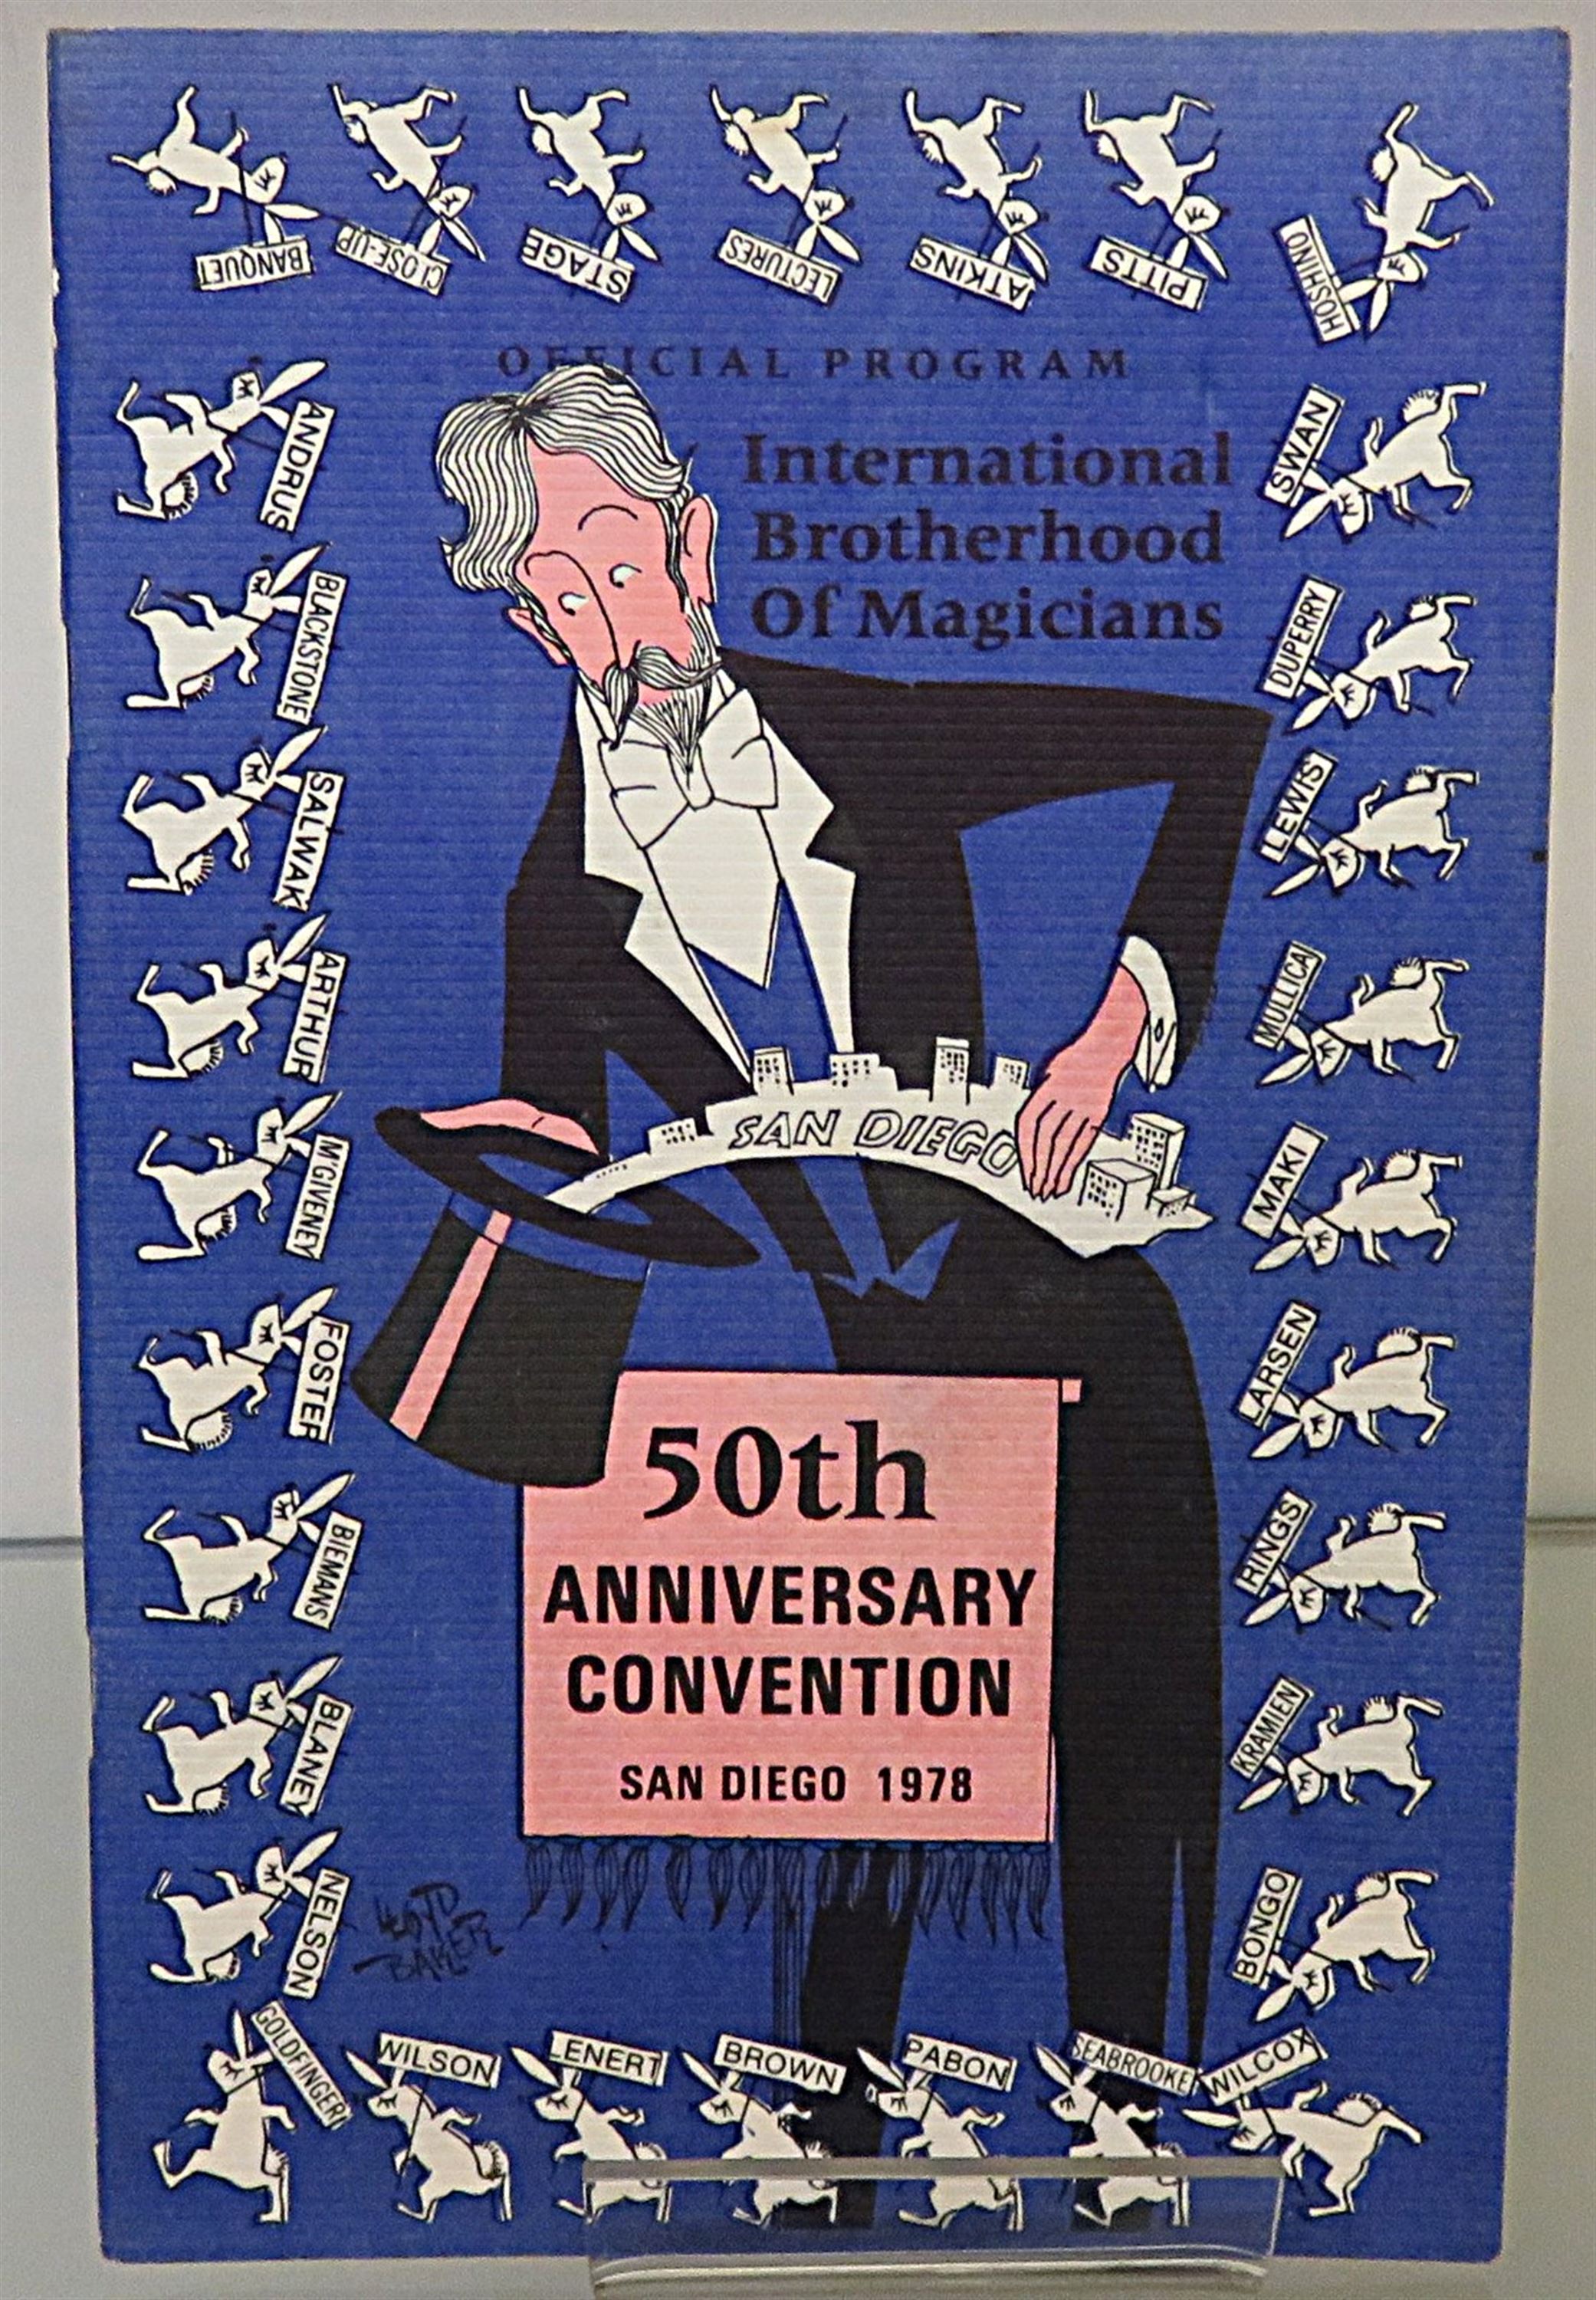 BANQUET
CLOSE-UP
STAGE
LECTURES
ATKINS
PITTS
HOSHINO
OFFICIAL PROGRAM
International
Brotherhood
Of Magicians
ANDRUS
BLACKSTONE
SALWAK
ARTHUR
M'GIVENEY
FOSTER
BIEMANS
BLANEY
NELSON
SWAN
DUPERRY
LEWIS
MULLICA
MAKI
LARSEN
RINGS
KRAMIEN
BONGO
SAN DIEGO
50th
ANNIVERSARY
CONVENTION
SAN DIEGO 1978
LLOYD
BAKER
GOLDFINGER
WILSON
LENERT
BROWN
PABON
SEABROOKE
WILCOX